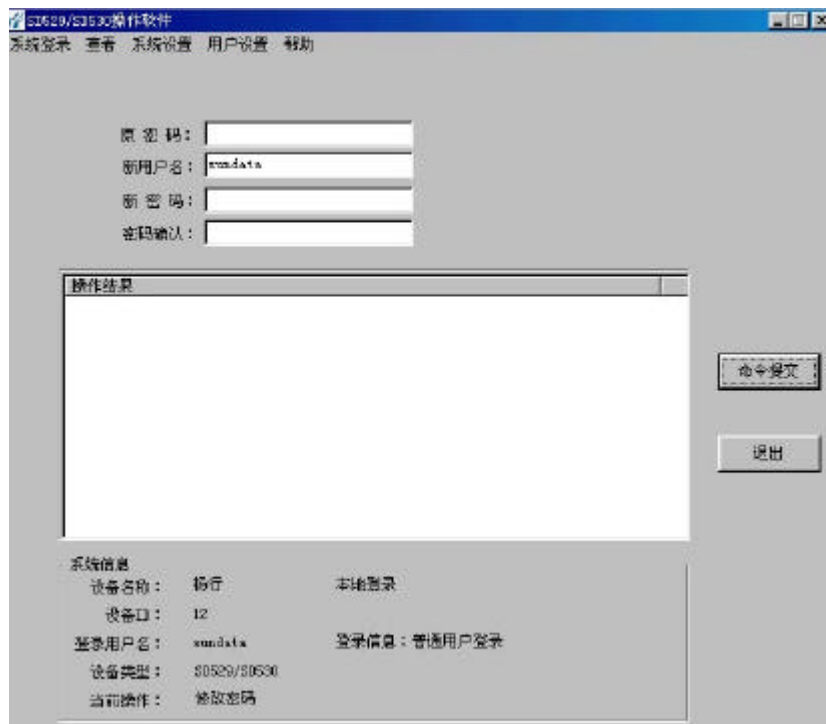 SD529/SD530操作软件
系统登录 查看 系统设置 用户设置 帮助
原 密 码：
新用户名： sundata
新 密 码：
密码确认：
操作结果
命令提交
退出
系统信息
设备名称： 杨行 本地登录
设备口： 12
登录用户名： sundata 登录信息：普通用户登录
设备类型： SD529/SD530
当前操作： 修改密码